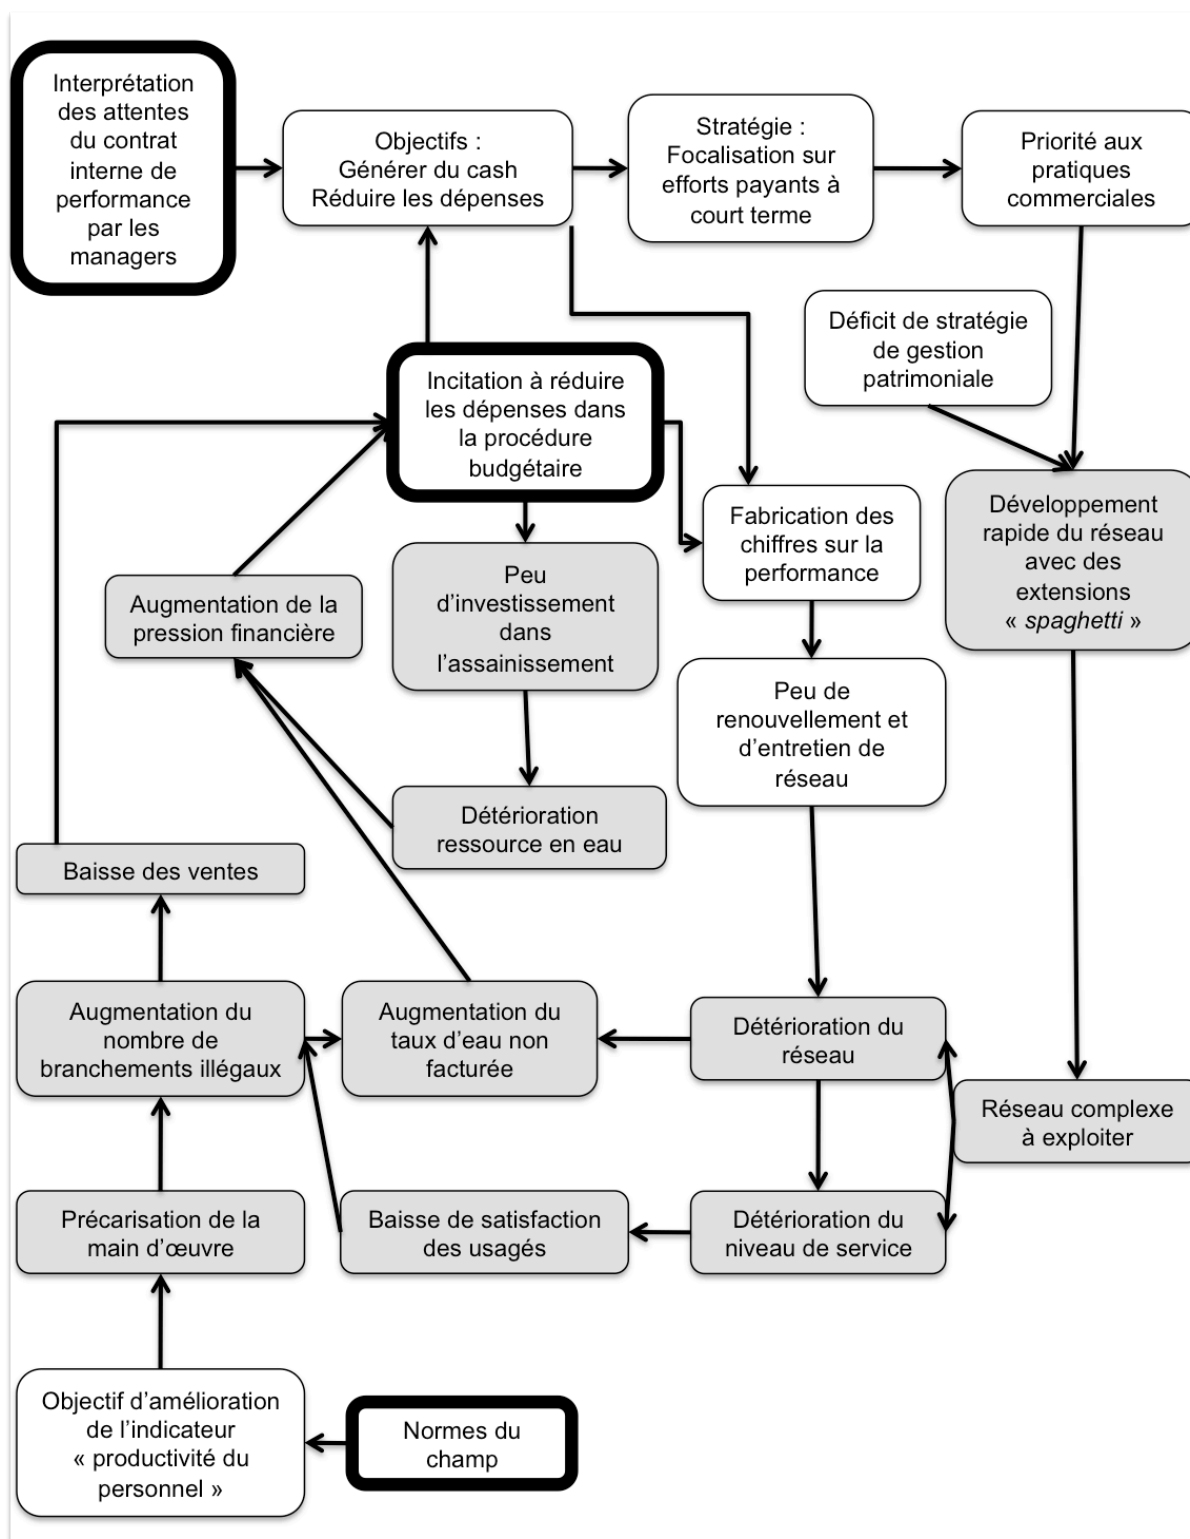 Interprétation
des attentes
du contrat
interne de
performance
par les
managers
Objectifs :
Générer du cash
Réduire les dépenses
Stratégie :
Focalisation sur
efforts payants à
court terme
Priorité aux
pratiques
commerciales
Déficit de stratégie
de gestion
patrimoniale
Incitation à réduire
les dépenses dans
la procédure
budgétaire
Fabrication des
chiffres sur la
performance
Développement
rapide du réseau
avec des
extensions
« spaghetti »
Augmentation de la
pression financière
Peu
d’investissement
dans
l’assainissement
Peu de
renouvellement et
d’entretien de
réseau
Détérioration
ressource en eau
Baisse des ventes
Augmentation du
nombre de
branchements illégaux
Augmentation du
taux d’eau non
facturée
Détérioration du
réseau
Réseau complexe
à exploiter
Précarisation de la
main d’œuvre
Baisse de satisfaction
des usagés
Détérioration du
niveau de service
Objectif d’amélioration
de l’indicateur
« productivité du
personnel »
Normes du
champ